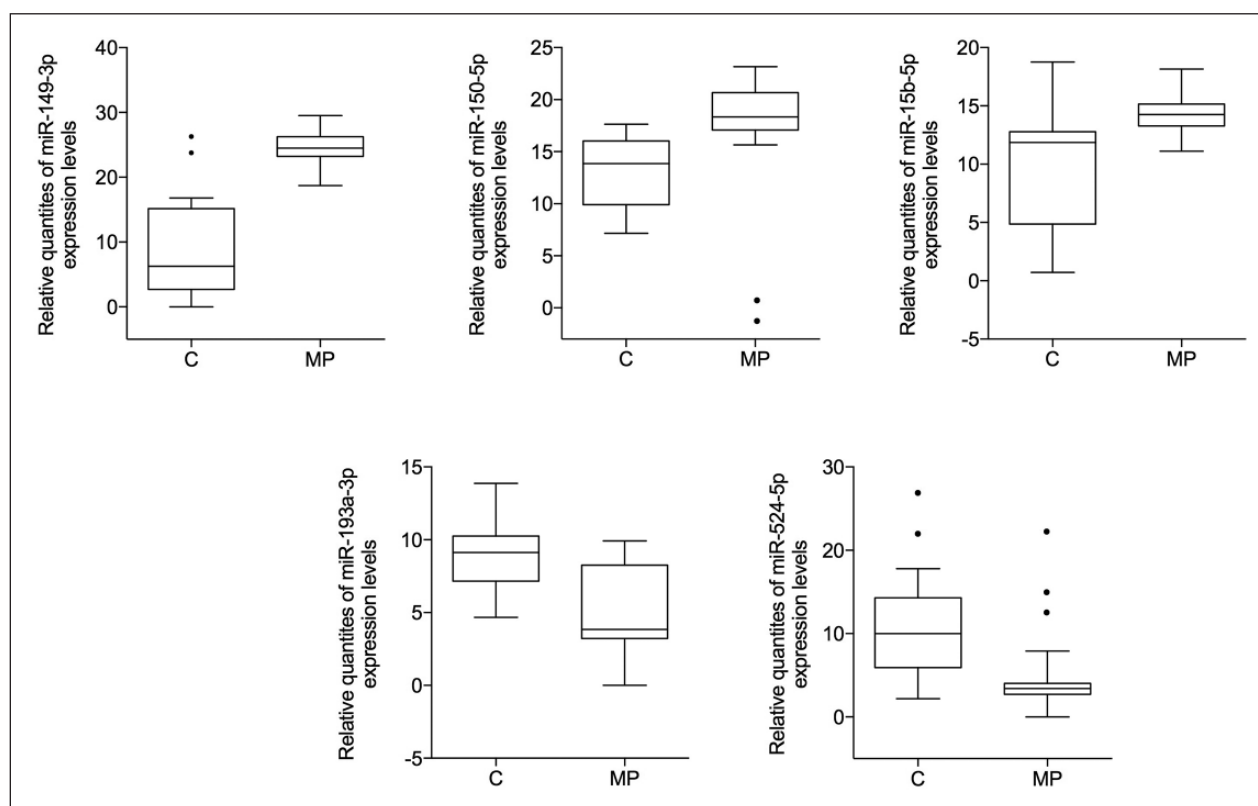 Relative quantites of miR-149-3p
expression levels
40
30
20
10
0
C MP
Relative quantites of miR-150-5p
expression levels
25
20
15
10
5
0
C MP
Relative quantites of miR-15b-5p
expression levels
20
15
10
5
0
-5
C MP
Relative quantites of miR-193a-3p
expression levels
15
10
5
0
-5
C MP
Relative quantites of miR-524-5p
expression levels
30
20
10
0
C MP